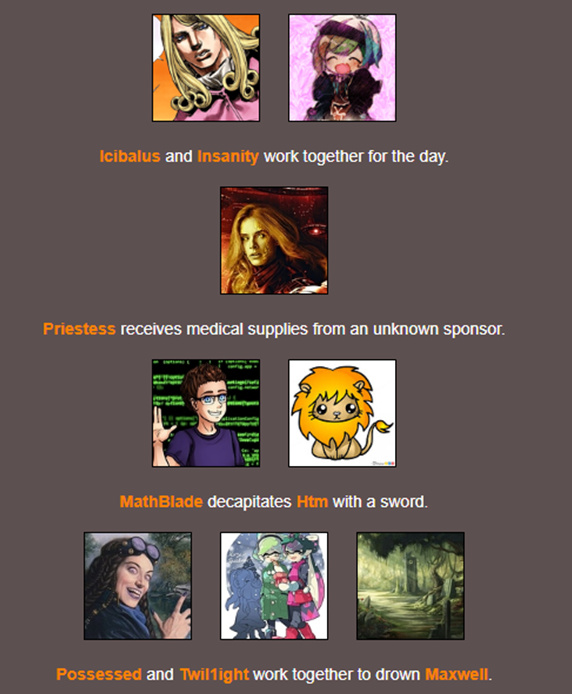 Icibalus and Insanity work together for the day.
Priestess receives medical supplies from an unknown sponsor.
MathBlade decapitates Htm with a sword.
Possessed and Twil1ight work together to drown Maxwell.